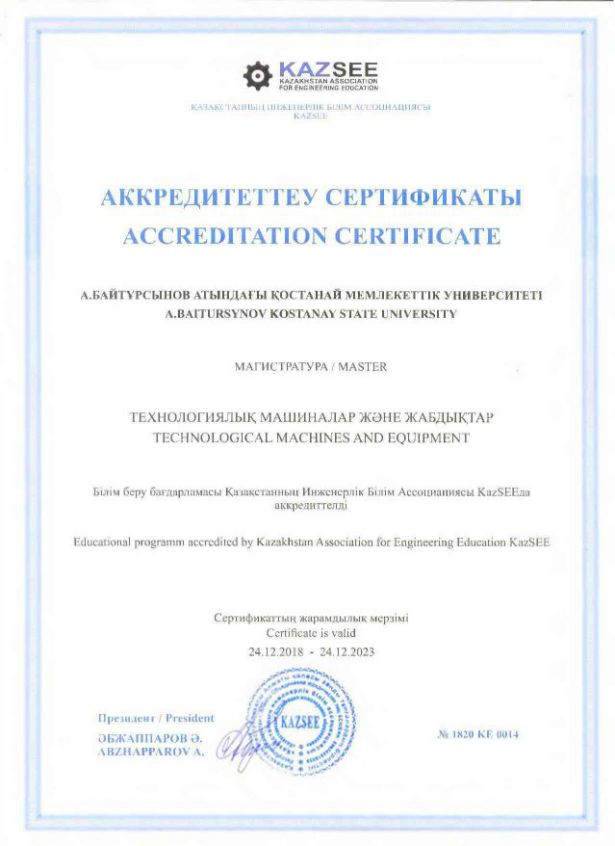 KAZSEE
KAZAKHSTAN ASSOCIATION
FOR ENGINEERING EDUCATION
ҚАЗАҚСТАННЫҢ ИНЖЕНЕРЛІК БІЛІМ АССОЦИАЦИЯСЫ
KAZSEE
АККРЕДИТЕТТЕУ СЕРТИФИКАТЫ
ACCREDITATION CERTIFICATE
А.БАЙТҰРСЫНОВ АТЫНДАҒЫ ҚОСТАНАЙ МЕМЛЕКЕТТІК УНИВЕРСИТЕТІ
A.BAITURSYNOV KOSTANAY STATE UNIVERSITY
МАГИСТРАТУРА / MASTER
ТЕХНОЛОГИЯЛЫҚ МАШИНАЛАР ЖӘНЕ ЖАБДЫҚТАР
TECHNOLOGICAL MACHINES AND EQUIPMENT
Білім беру бағдарламасы Қазақстанның Инженерлік Білім Ассоциациясы KazSEEда
аккредиттелді
Educational programm accredited by Kazakhstan Association for Engineering Education KazSEE
Сертификаттың жарамдылық мерзімі
Certificate is valid
24.12.2018 - 24.12.2023
Президент / President
ӘБЖАППАРОВ Ә.
ABZHAPPAROV A.
KAZSEE
№ 1820 KE 0014